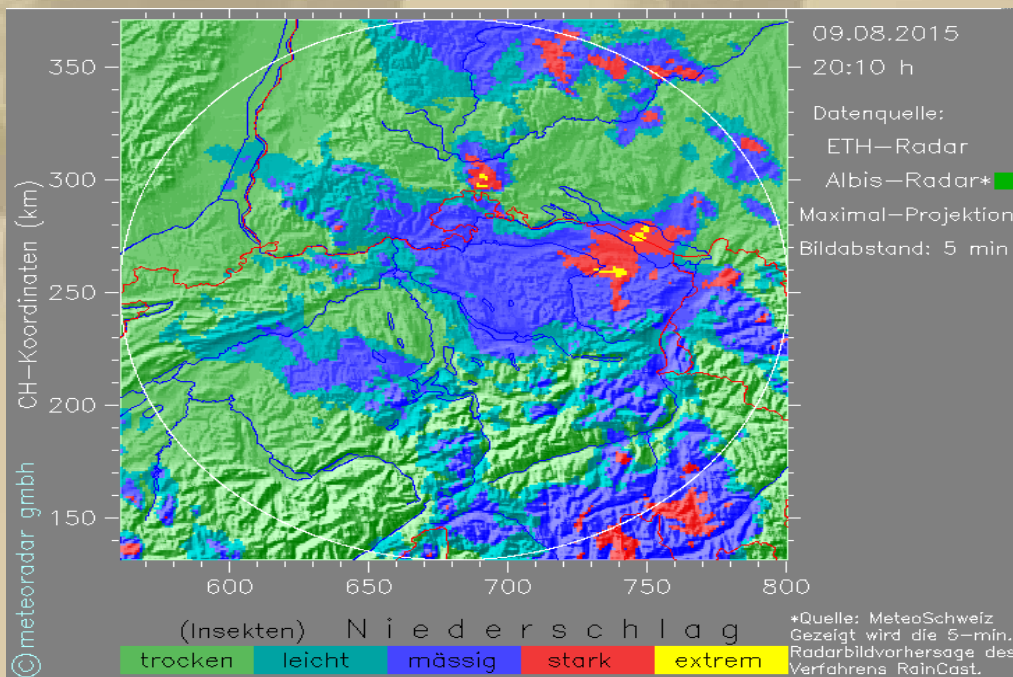 09.08.2015
20:10 h
Datenquelle:
ETH-Radar
Albis-Radar*
Maximal-Projektion
Bildabstand: 5 min
CH-Koordinaten (km)
©meteoradar gmbh
350
300
250
200
150
600
650
700
750
800
(Insekten) Niederschlag
trocken leicht mässig stark extrem
*Quelle: MeteoSchweiz
Gezeigt wird die 5-min.
Radarbildvorhersage des
Verfahrens RainCast.